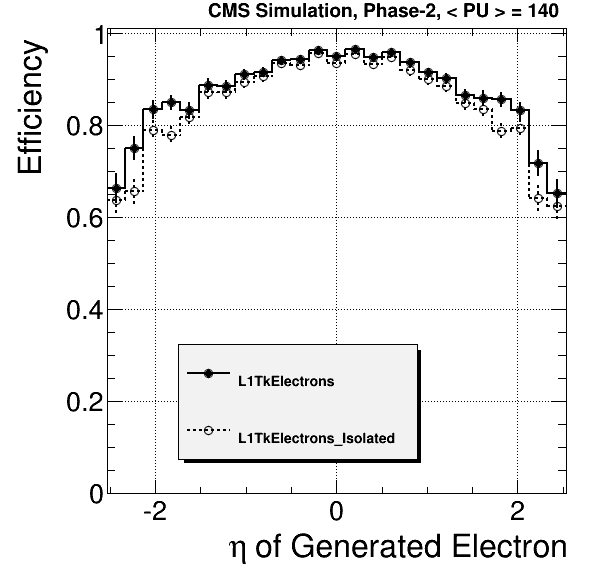 CMS Simulation, Phase-2, < PU > = 140
Efficiency
1
0.8
0.6
0.4
0.2
0
L1TkElectrons
L1TkElectrons_Isolated
-2 0 2
η of Generated Electron